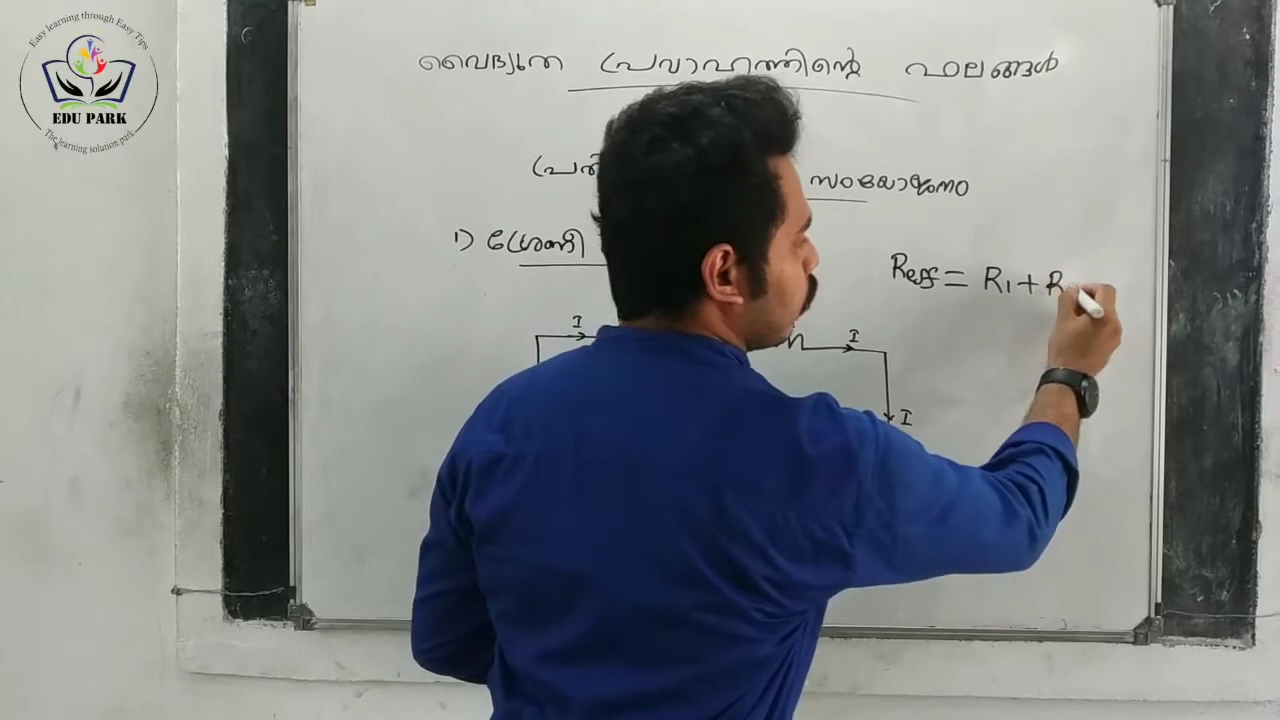 Easy learning through Easy Tips
EDU PARK
The learning solution park
വൈദ്യുത പ്രവാഹത്തിന്റെ ഫലങ്ങൾ
പ്രതി സംയോജനം
1) ശ്രേണീ
Reff = R1 + R
I I
I